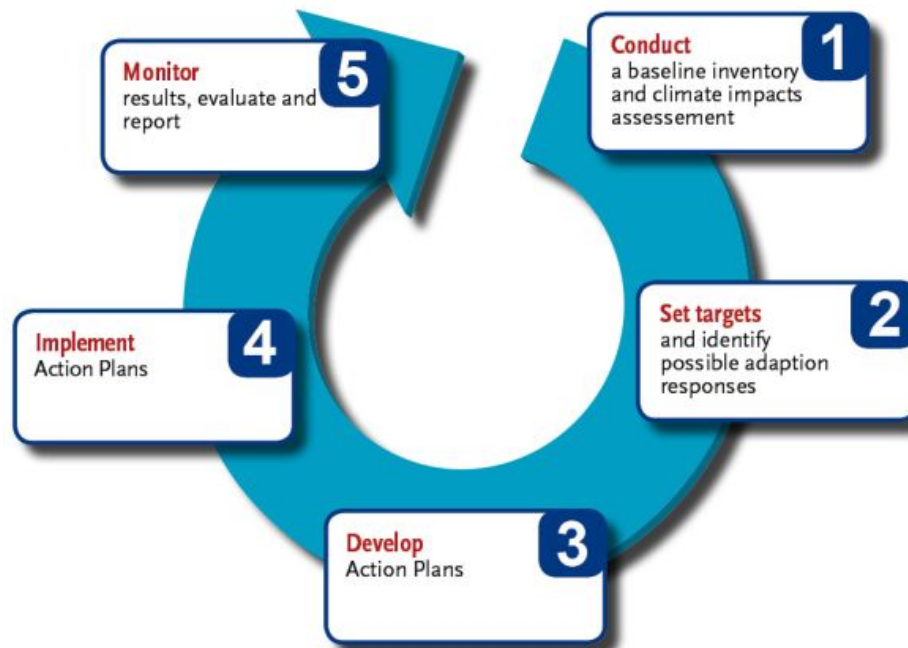 1
Conduct
a baseline inventory
and climate impacts
assessement
2
Set targets
and identify
possible adaption
responses
3
Develop
Action Plans
4
Implement
Action Plans
5
Monitor
results, evaluate and
report